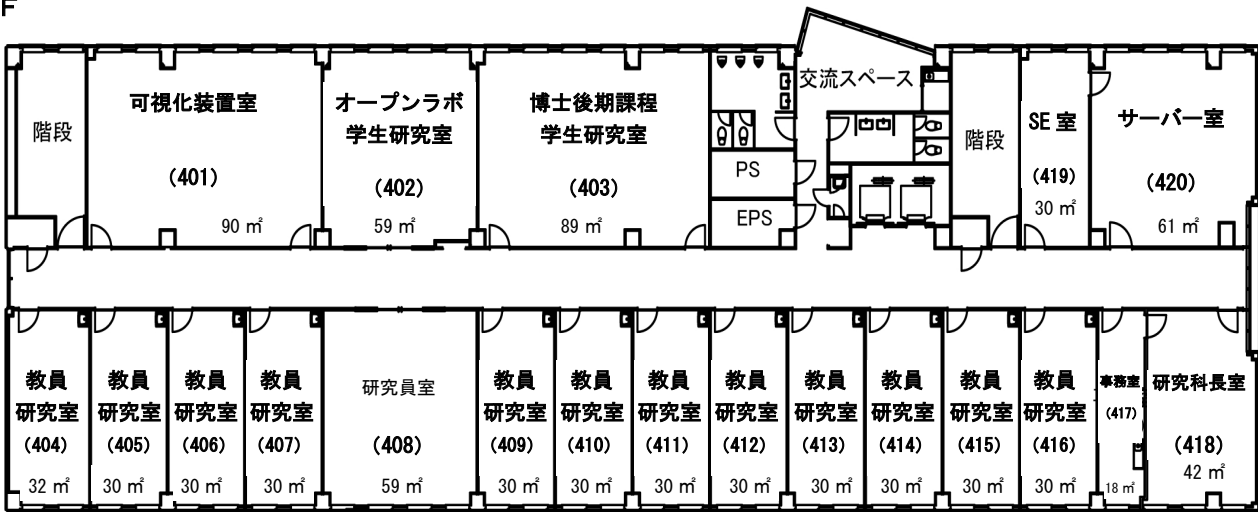 F
階段
可視化装置室
(401)
90 ㎡
オープンラボ
学生研究室
(402)
59 ㎡
博士後期課程
学生研究室
(403)
89 ㎡
PS
EPS
交流スペース
階段
SE 室
(419)
30 ㎡
サーバー室
(420)
61 ㎡
教員
研究室
(404)
32 ㎡
教員
研究室
(405)
30 ㎡
教員
研究室
(406)
30 ㎡
教員
研究室
(407)
30 ㎡
研究員室
(408)
59 ㎡
教員
研究室
(409)
30 ㎡
教員
研究室
(410)
30 ㎡
教員
研究室
(411)
30 ㎡
教員
研究室
(412)
30 ㎡
教員
研究室
(413)
30 ㎡
教員
研究室
(414)
30 ㎡
教員
研究室
(415)
30 ㎡
教員
研究室
(416)
30 ㎡
事務室
(417)
18 ㎡
研究科長室
(418)
42 ㎡